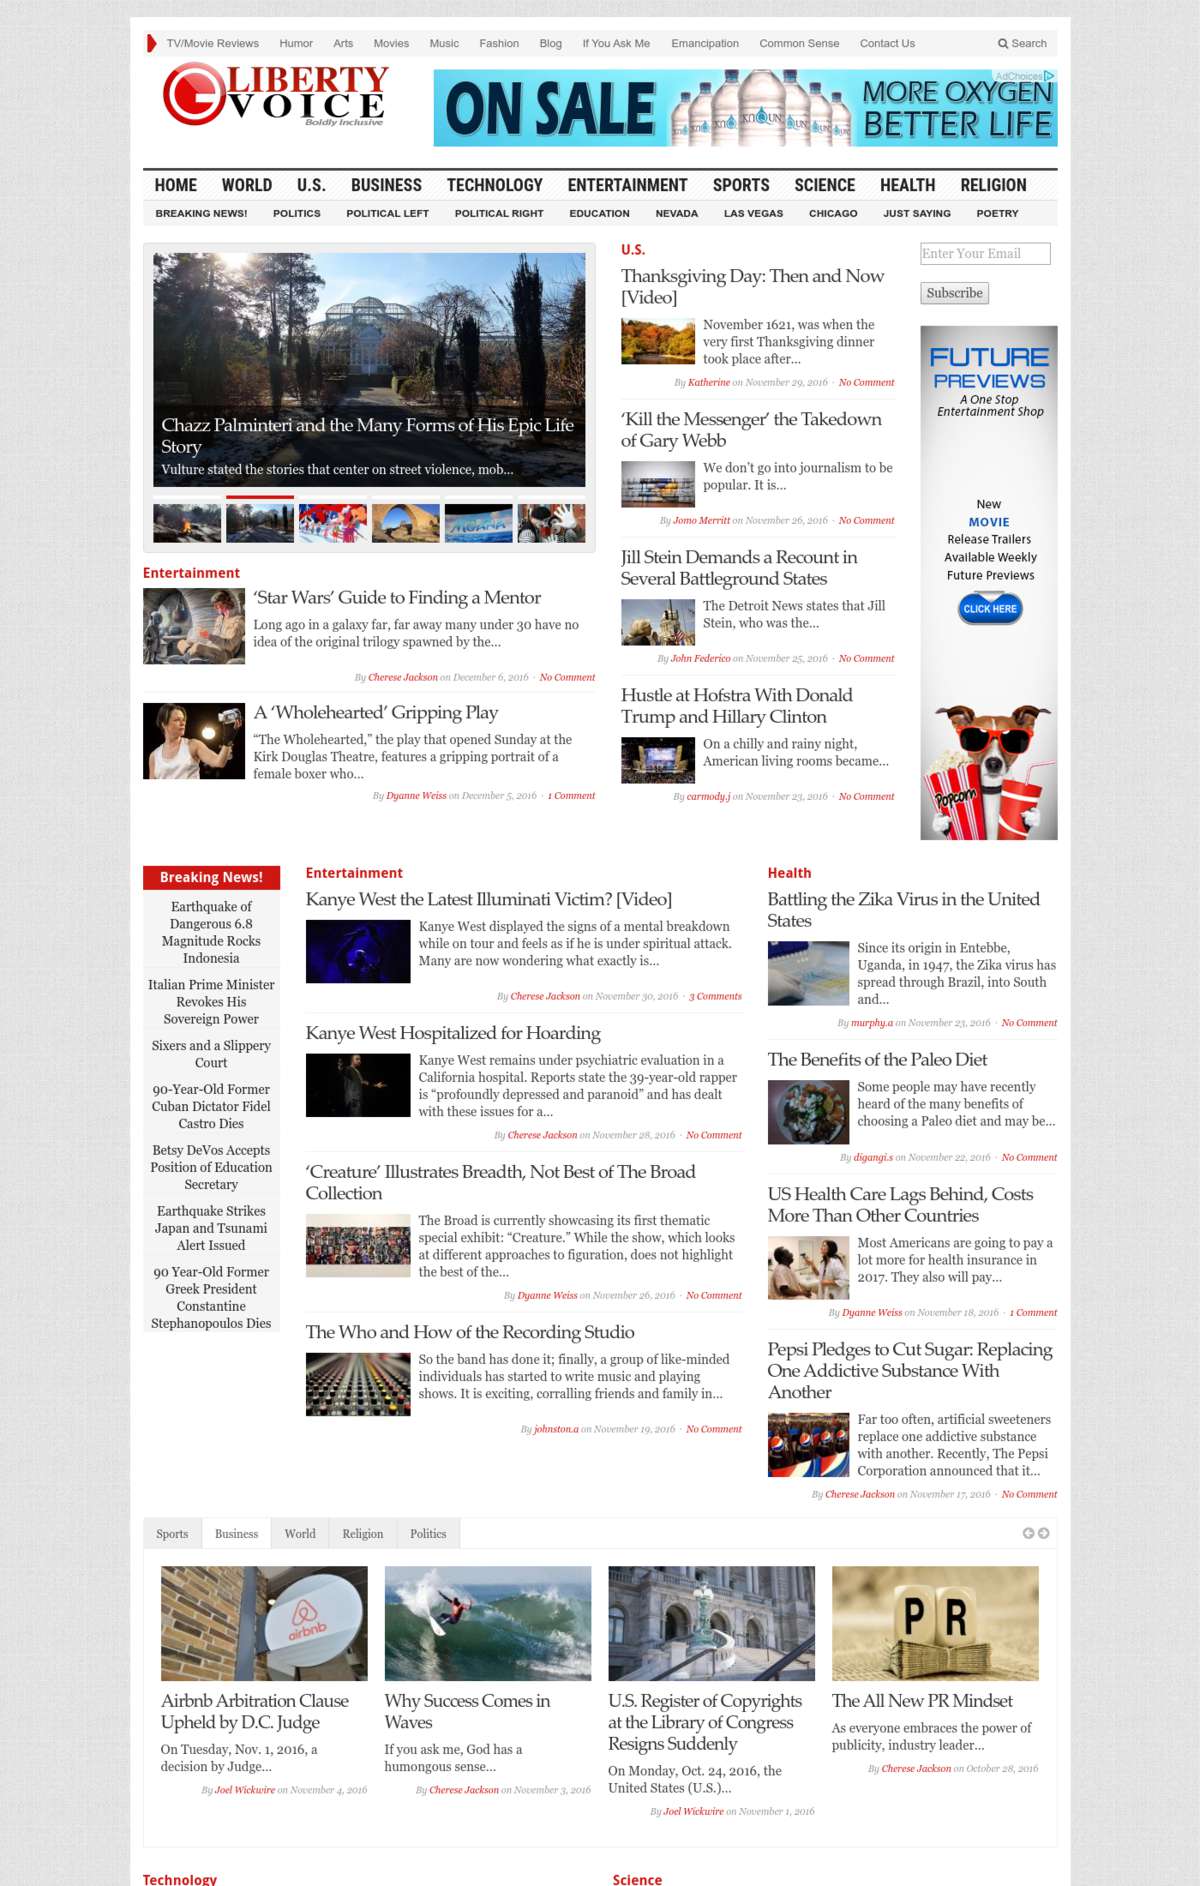 TV/Movie Reviews Humor Arts Movies Music Fashion Blog If You Ask Me Emancipation Common Sense Contact Us Search
LIBERTY
VOICE
Boldly Inclusive
ON SALE
MORE OXYGEN
BETTER LIFE
AdChoices
HOME WORLD U.S. BUSINESS TECHNOLOGY ENTERTAINMENT SPORTS SCIENCE HEALTH RELIGION
BREAKING NEWS! POLITICS POLITICAL LEFT POLITICAL RIGHT EDUCATION NEVADA LAS VEGAS CHICAGO JUST SAYING POETRY
Chazz Palminteri and the Many Forms of His Epic Life
Story
Vulture stated the stories that center on street violence, mob...
MOANA
Entertainment
‘Star Wars’ Guide to Finding a Mentor
Long ago in a galaxy far, far away many under 30 have no
idea of the original trilogy spawned by the...
By Cherese Jackson on December 6, 2016 · No Comment
A ‘Wholehearted’ Gripping Play
“The Wholehearted,” the play that opened Sunday at the
Kirk Douglas Theatre, features a gripping portrait of a
female boxer who...
By Dyanne Weiss on December 5, 2016 · 1 Comment
U.S.
Thanksgiving Day: Then and Now
[Video]
November 1621, was when the
very first Thanksgiving dinner
took place after...
By Katherine on November 29, 2016 · No Comment
‘Kill the Messenger’ the Takedown
of Gary Webb
We don’t go into journalism to be
popular. It is...
By Jomo Merritt on November 26, 2016 · No Comment
Jill Stein Demands a Recount in
Several Battleground States
The Detroit News states that Jill
Stein, who was the...
By John Federico on November 25, 2016 · No Comment
Hustle at Hofstra With Donald
Trump and Hillary Clinton
On a chilly and rainy night,
American living rooms became...
By carmody.j on November 23, 2016 · No Comment
Enter Your Email
Subscribe
FUTURE
PREVIEWS
A One Stop
Entertainment Shop
New
MOVIE
Release Trailers
Available Weekly
Future Previews
CLICK HERE
Popcorn
Breaking News!
Earthquake of
Dangerous 6.8
Magnitude Rocks
Indonesia
Italian Prime Minister
Revokes His
Sovereign Power
Sixers and a Slippery
Court
90-Year-Old Former
Cuban Dictator Fidel
Castro Dies
Betsy DeVos Accepts
Position of Education
Secretary
Earthquake Strikes
Japan and Tsunami
Alert Issued
90 Year-Old Former
Greek President
Constantine
Stephanopoulos Dies
Entertainment
Kanye West the Latest Illuminati Victim? [Video]
Kanye West displayed the signs of a mental breakdown
while on tour and feels as if he is under spiritual attack.
Many are now wondering what exactly is...
By Cherese Jackson on November 30, 2016 · 3 Comments
Kanye West Hospitalized for Hoarding
Kanye West remains under psychiatric evaluation in a
California hospital. Reports state the 39-year-old rapper
is “profoundly depressed and paranoid” and has dealt
with these issues for a...
By Cherese Jackson on November 28, 2016 · No Comment
‘Creature’ Illustrates Breadth, Not Best of The Broad
Collection
The Broad is currently showcasing its first thematic
special exhibit: “Creature.” While the show, which looks
at different approaches to figuration, does not highlight
the best of the...
By Dyanne Weiss on November 26, 2016 · No Comment
The Who and How of the Recording Studio
So the band has done it; finally, a group of like-minded
individuals has started to write music and playing
shows. It is exciting, corralling friends and family in...
By johnston.a on November 19, 2016 · No Comment
Health
Battling the Zika Virus in the United
States
Since its origin in Entebbe,
Uganda, in 1947, the Zika virus has
spread through Brazil, into South
and...
By murphy.a on November 23, 2016 · No Comment
The Benefits of the Paleo Diet
Some people may have recently
heard of the many benefits of
choosing a Paleo diet and may be...
By digangi.s on November 22, 2016 · No Comment
US Health Care Lags Behind, Costs
More Than Other Countries
Most Americans are going to pay a
lot more for health insurance in
2017. They also will pay...
By Dyanne Weiss on November 18, 2016 · 1 Comment
Pepsi Pledges to Cut Sugar: Replacing
One Addictive Substance With
Another
Far too often, artificial sweeteners
replace one addictive substance
with another. Recently, The Pepsi
Corporation announced that it...
By Cherese Jackson on November 17, 2016 · No Comment
Sports Business World Religion Politics
airbnb
Airbnb Arbitration Clause
Upheld by D.C. Judge
On Tuesday, Nov. 1, 2016, a
decision by Judge...
By Joel Wickwire on November 4, 2016
Why Success Comes in
Waves
If you ask me, God has a
humongous sense...
By Cherese Jackson on November 3, 2016
U.S. Register of Copyrights
at the Library of Congress
Resigns Suddenly
On Monday, Oct. 24, 2016, the
United States (U.S.)...
By Joel Wickwire on November 1, 2016
PR
The All New PR Mindset
As everyone embraces the power of
publicity, industry leader...
By Cherese Jackson on October 28, 2016
Technology
Science